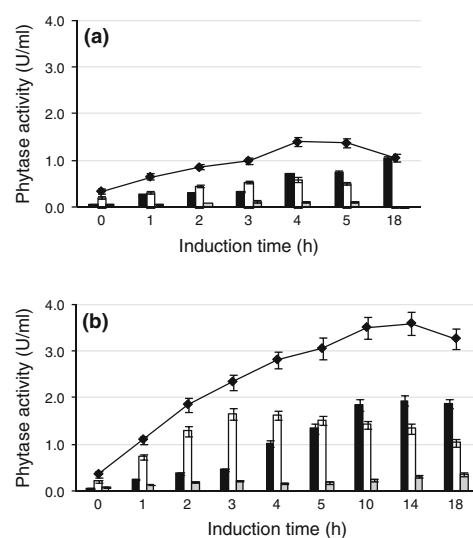 (a)
Phytase activity (U/ml)
4.0
3.0
2.0
1.0
0.0
0 1 2 3 4 5 18
Induction time (h)
(b)
Phytase activity (U/ml)
4.0
3.0
2.0
1.0
0.0
0 1 2 3 4 5 10 14 18
Induction time (h)